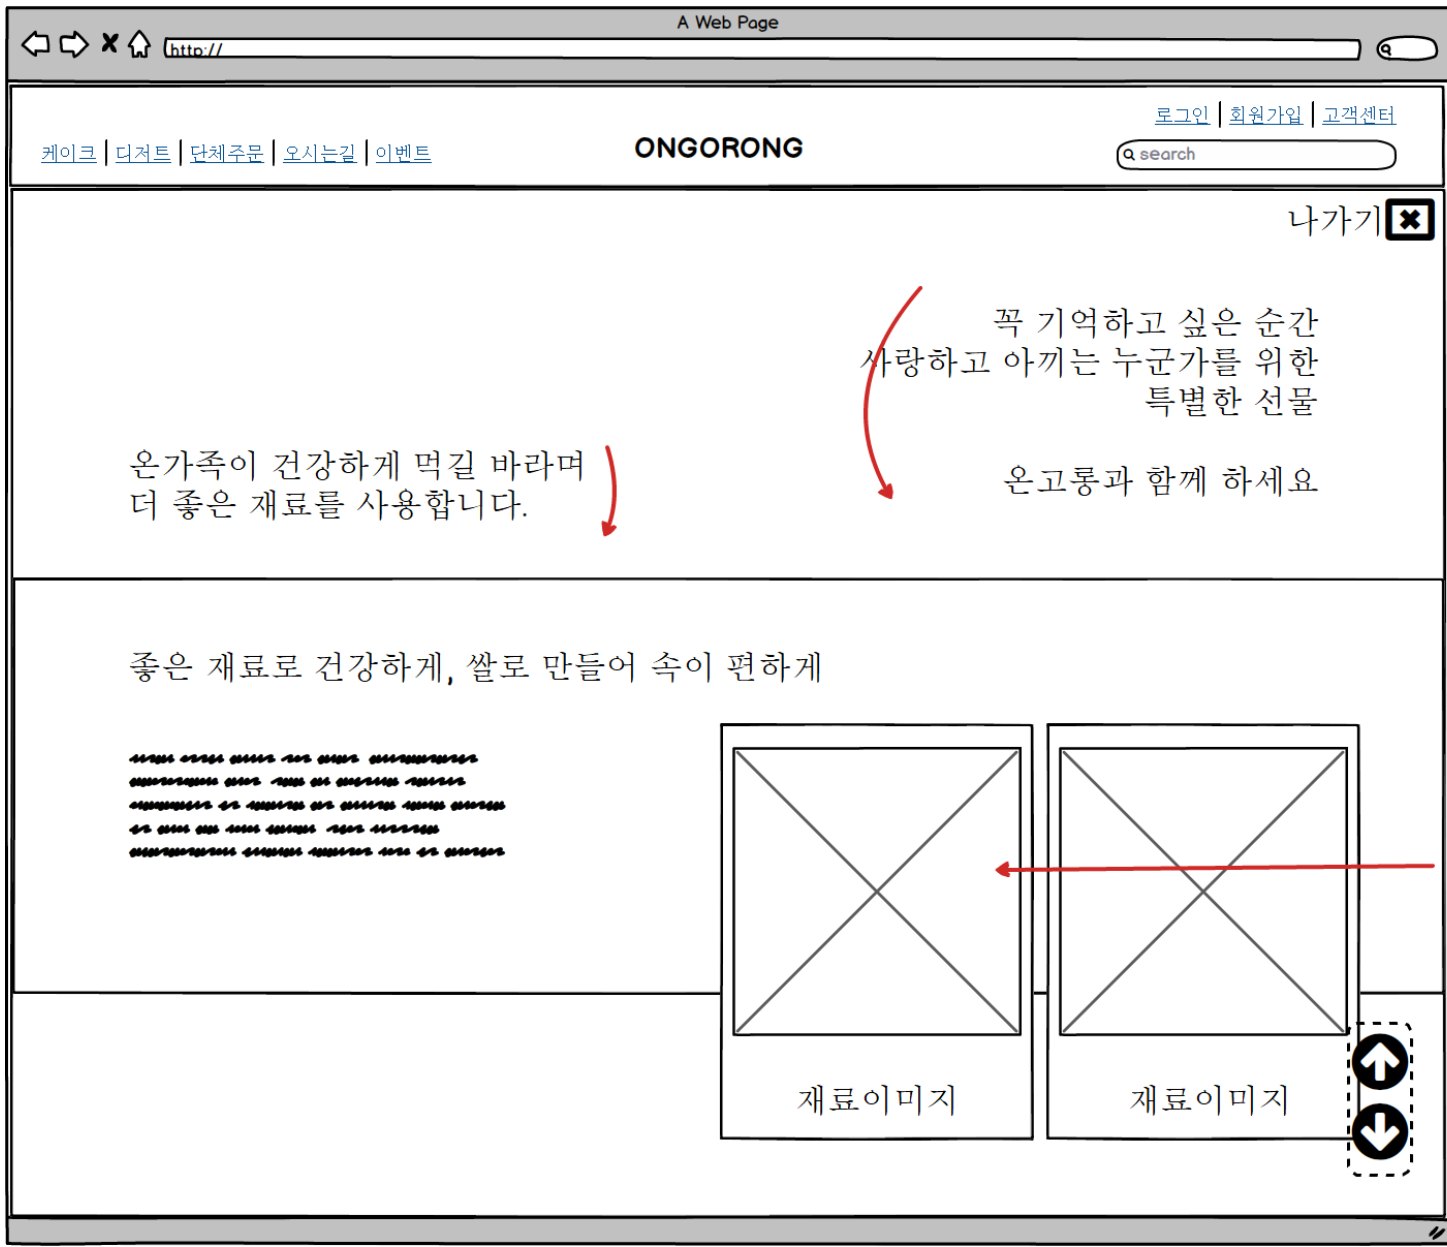 A Web Page
http://
로그인 | 회원가입 | 고객센터
케이크 | 디저트 | 단체주문 | 오시는길 | 이벤트
ONGORONG
search
나가기
꼭 기억하고 싶은 순간
사랑하고 아끼는 누군가를 위한
특별한 선물
온고롱과 함께 하세요
온가족이 건강하게 먹길 바라며
더 좋은 재료를 사용합니다.
좋은 재료로 건강하게, 쌀로 만들어 속이 편하게
재료이미지
재료이미지